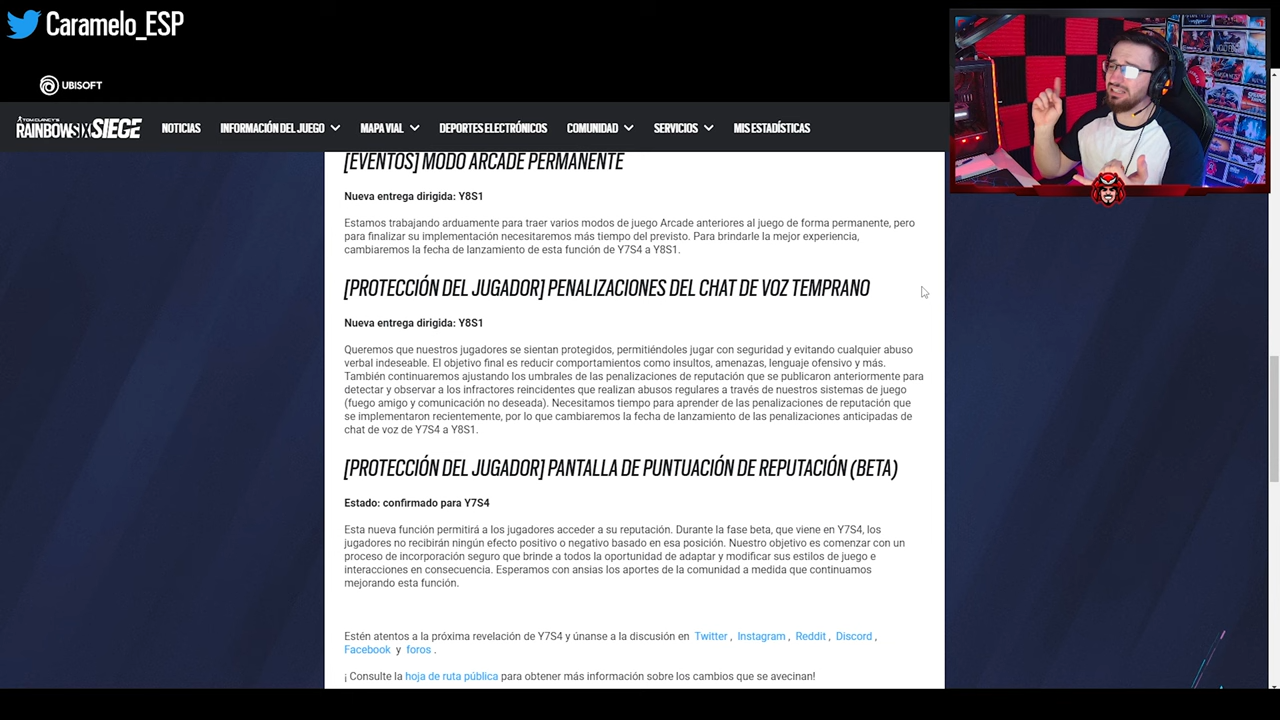 Caramelo_ESP
UBISOFT
TOM CLANCY'S
RAINBOWSIX SIEGE
NOTICIAS
INFORMACIÓN DEL JUEGO
MAPA VIAL
DEPORTES ELECTRÓNICOS
COMUNIDAD
SERVICIOS
MIS ESTADÍSTICAS
[EVENTOS] MODO ARCADE PERMANENTE
Nueva entrega dirigida: Y8S1
Estamos trabajando arduamente para traer varios modos de juego Arcade anteriores al juego de forma permanente, pero
para finalizar su implementación necesitaremos más tiempo del previsto. Para brindarle la mejor experiencia,
cambiaremos la fecha de lanzamiento de esta función de Y7S4 a Y8S1.
[PROTECCIÓN DEL JUGADOR] PENALIZACIONES DEL CHAT DE VOZ TEMPRANO
Nueva entrega dirigida: Y8S1
Queremos que nuestros jugadores se sientan protegidos, permitiéndoles jugar con seguridad y evitando cualquier abuso
verbal indeseable. El objetivo final es reducir comportamientos como insultos, amenazas, lenguaje ofensivo y más.
También continuaremos ajustando los umbrales de las penalizaciones de reputación que se publicaron anteriormente para
detectar y observar a los infractores reincidentes que realizan abusos regulares a través de nuestros sistemas de juego
(fuego amigo y comunicación no deseada). Necesitamos tiempo para aprender de las penalizaciones de reputación que
se implementaron recientemente, por lo que cambiaremos la fecha de lanzamiento de las penalizaciones anticipadas de
chat de voz de Y7S4 a Y8S1.
[PROTECCIÓN DEL JUGADOR] PANTALLA DE PUNTUACIÓN DE REPUTACIÓN (BETA)
Estado: confirmado para Y7S4
Esta nueva función permitirá a los jugadores acceder a su reputación. Durante la fase beta, que viene en Y7S4, los
jugadores no recibirán ningún efecto positivo o negativo basado en esa posición. Nuestro objetivo es comenzar con un
proceso de incorporación seguro que brinde a todos la oportunidad de adaptar y modificar sus estilos de juego e
interacciones en consecuencia. Esperamos con ansias los aportes de la comunidad a medida que continuamos
mejorando esta función.
Estén atentos a la próxima revelación de Y7S4 y únanse a la discusión en Twitter , Instagram , Reddit , Discord ,
Facebook y foros .
¡ Consulte la hoja de ruta pública para obtener más información sobre los cambios que se avecinan!